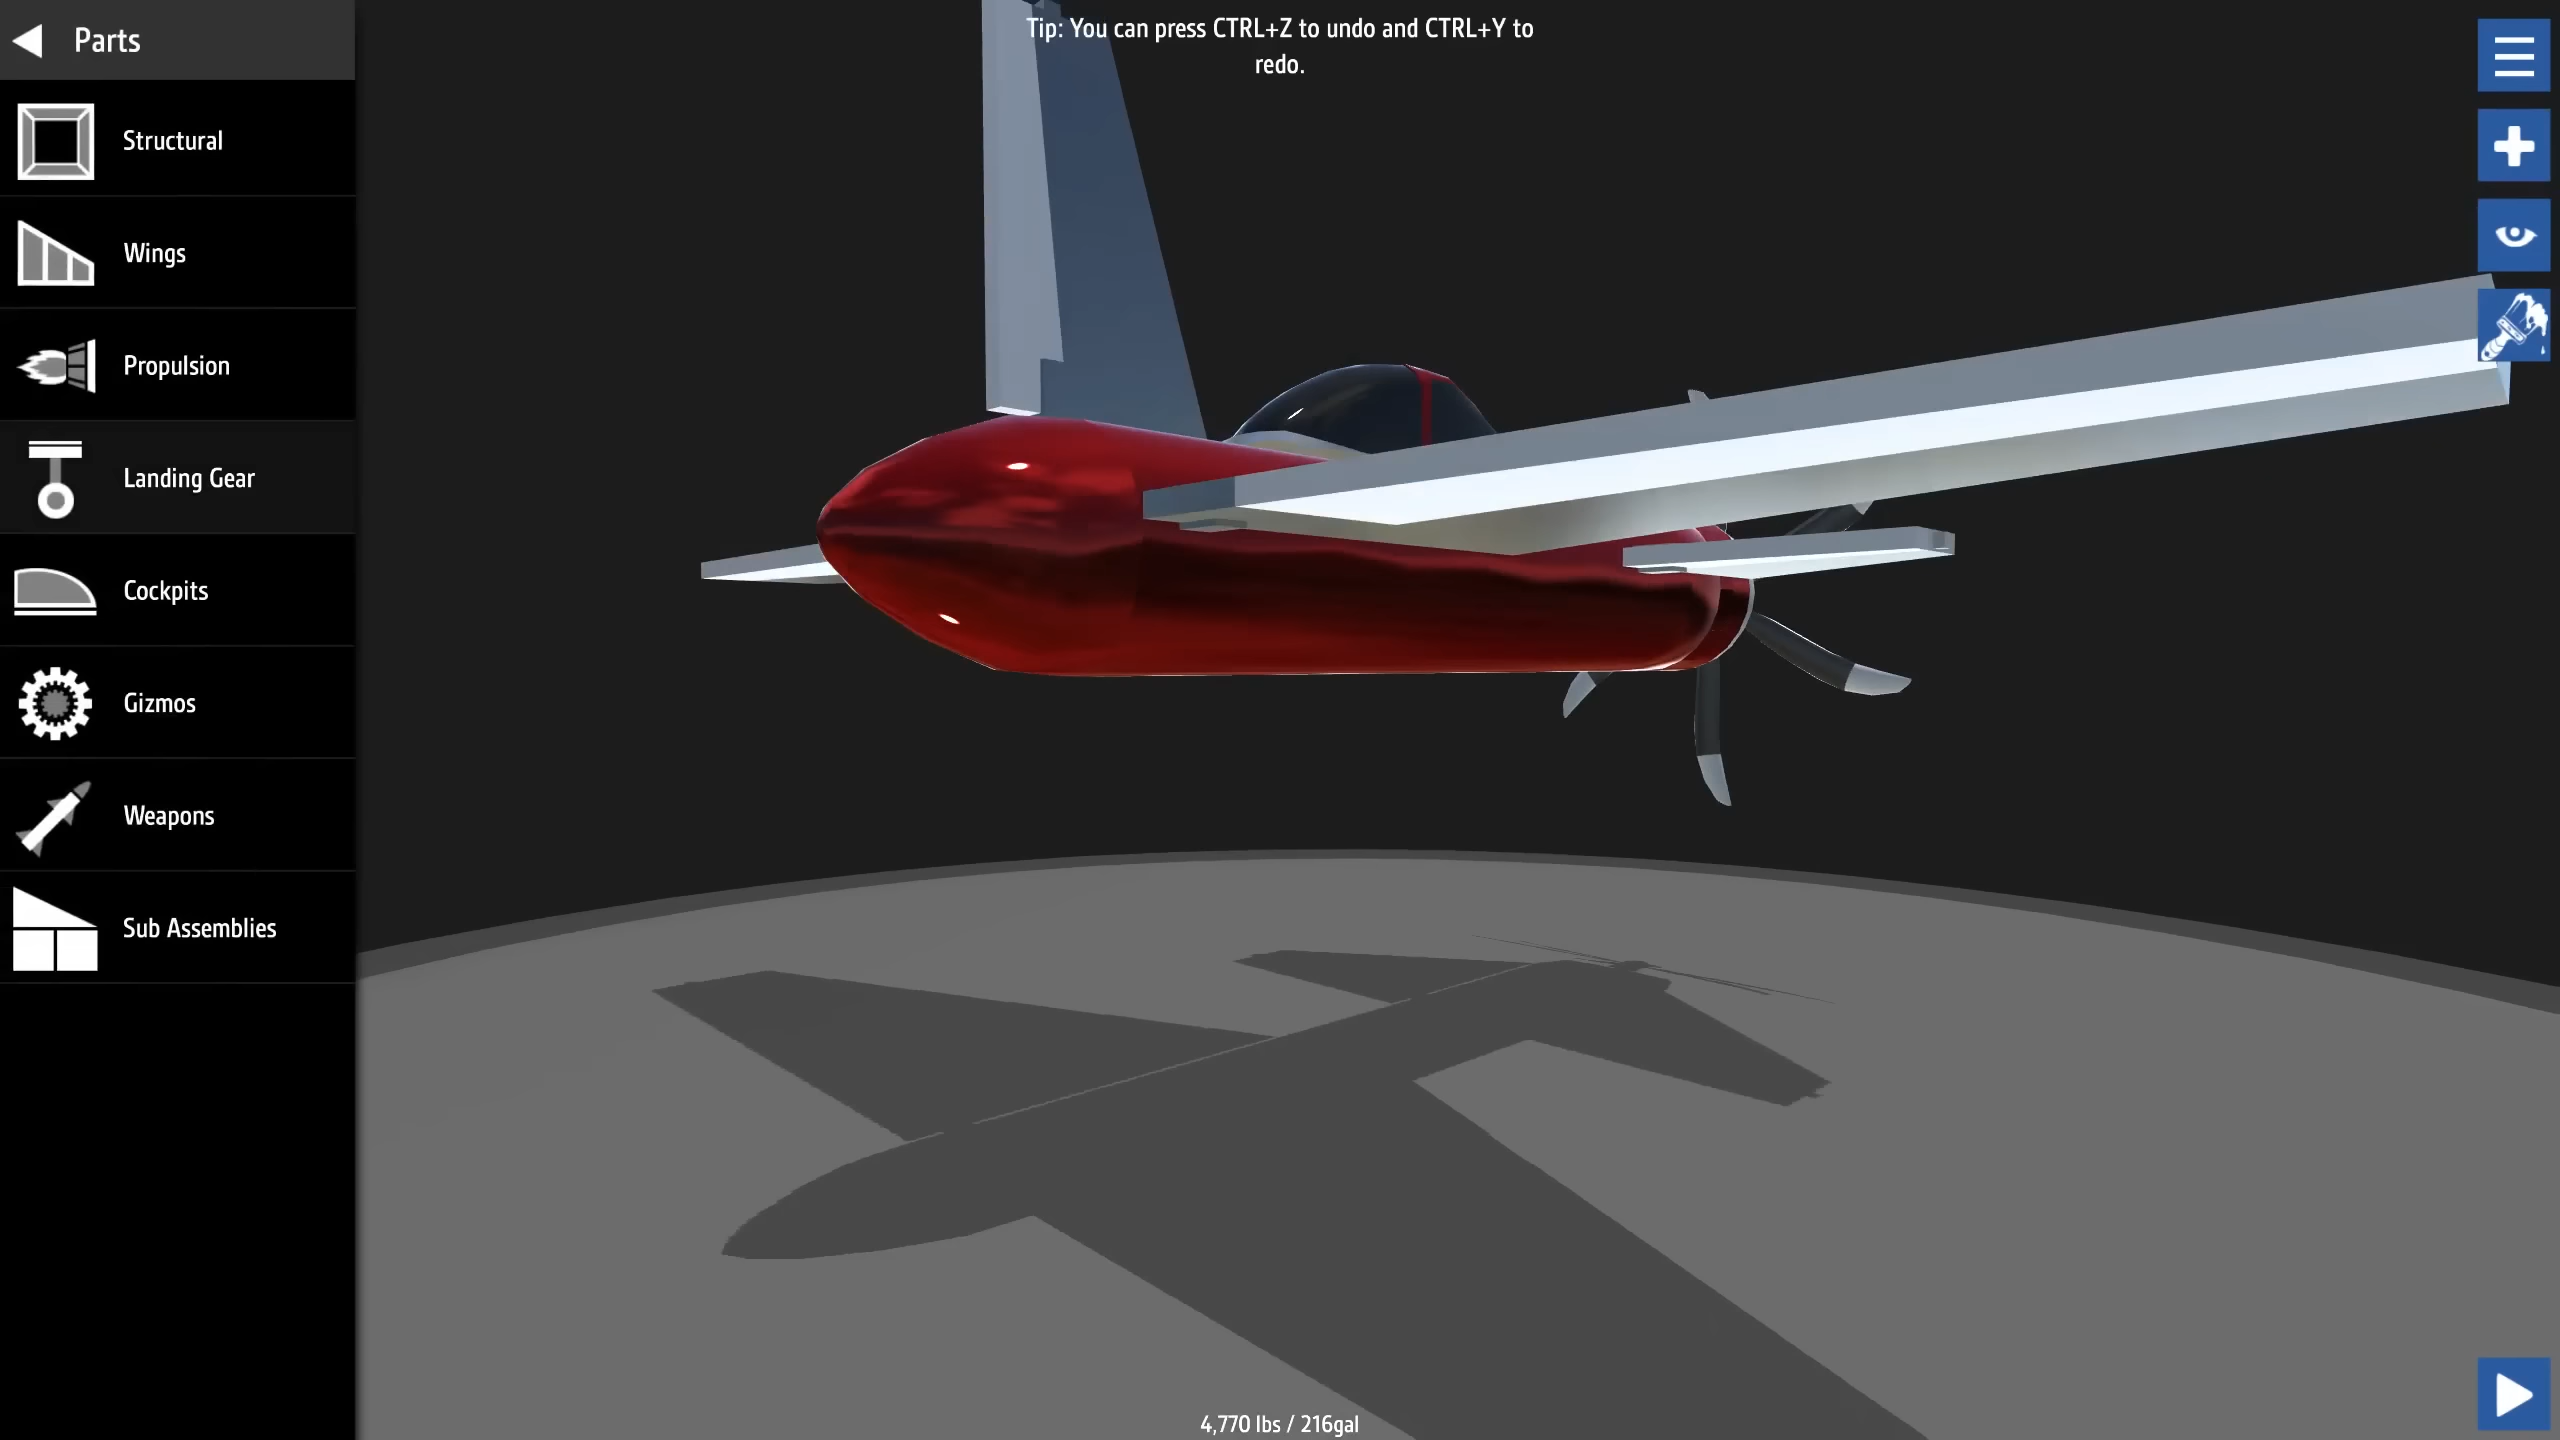 Parts
Structural
Wings
Propulsion
Landing Gear
Cockpits
Gizmos
Weapons
Sub Assemblies
Tip: You can press CTRL+Z to undo and CTRL+Y to
redo.
4,770 lbs / 216gal